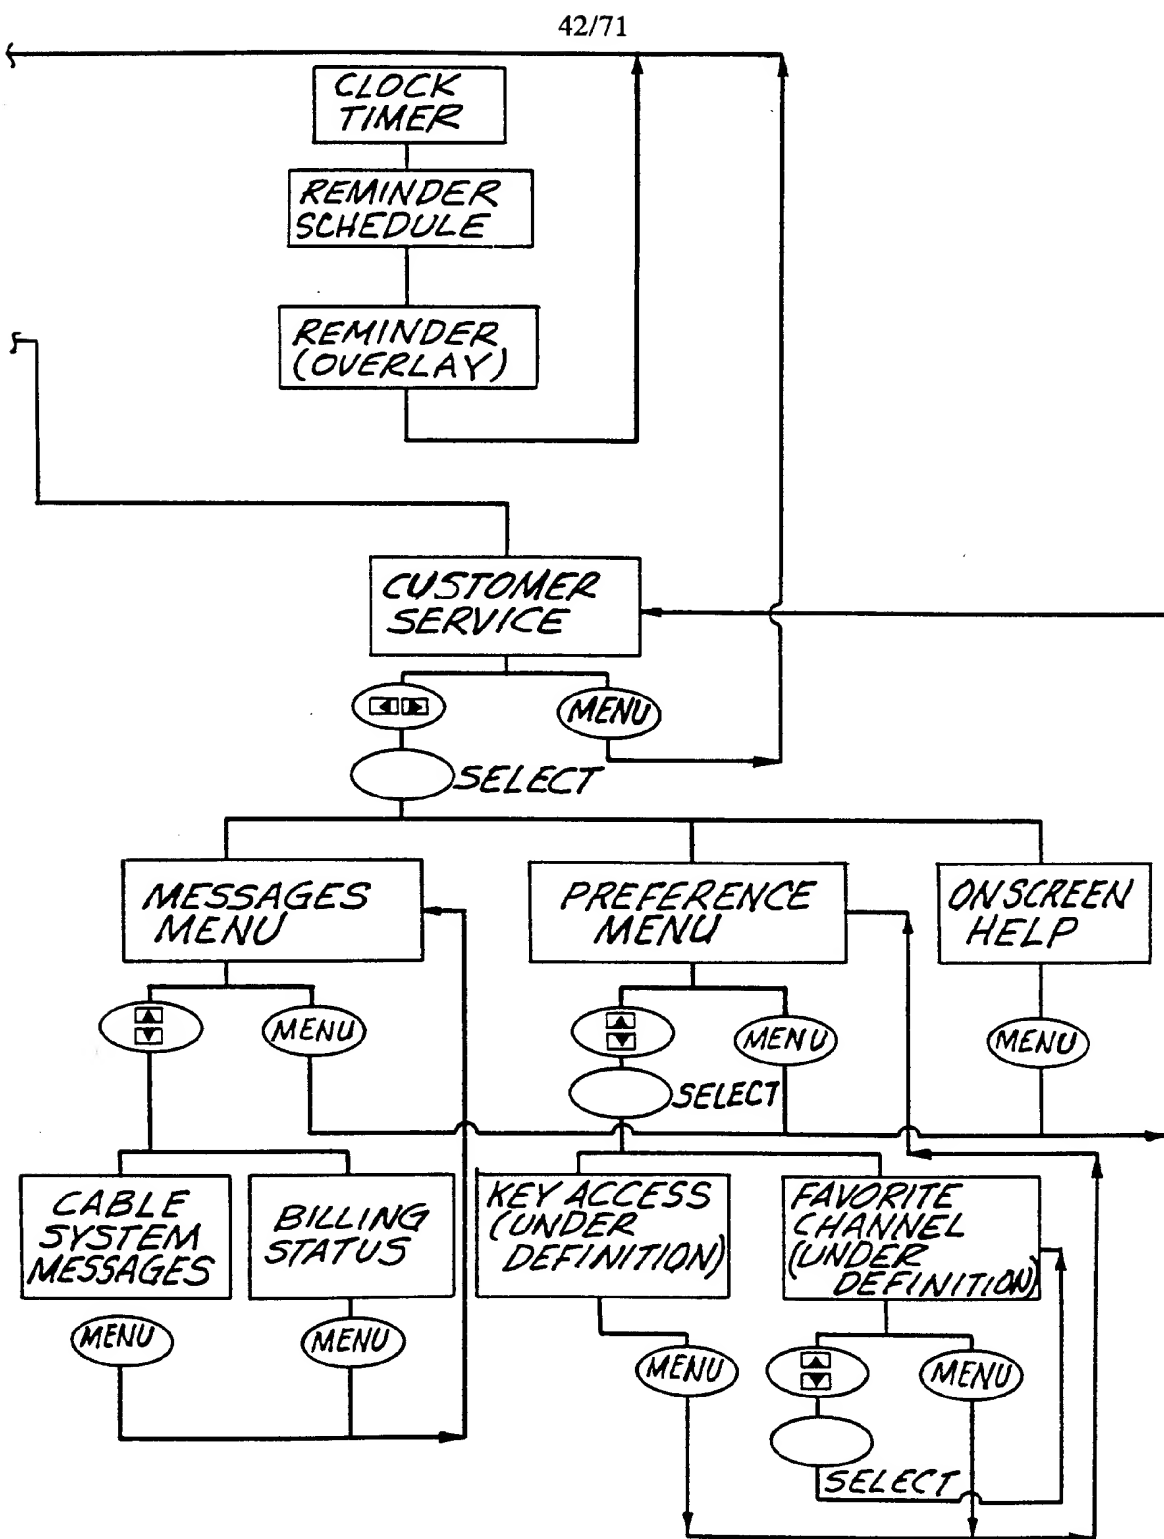 42/71
CLOCK
TIMER
REMINDER
SCHEDULE
REMINDER
(OVERLAY)
CUSTOMER
SERVICE
MENU
SELECT
MESSAGES
MENU
PREFERENCE
MENU
ON SCREEN
HELP
MENU
MENU
MENU
SELECT
CABLE
SYSTEM
MESSAGES
BILLING
STATUS
KEY ACCESS
(UNDER
DEFINITION)
FAVORITE
CHANNEL
(UNDER
DEFINITION)
MENU
MENU
MENU
MENU
SELECT